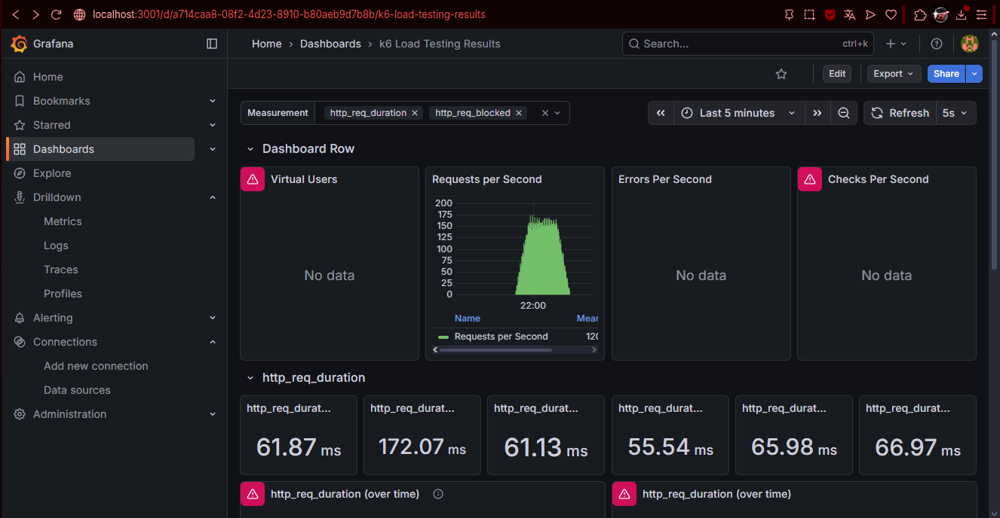 localhost:3001/d/a714caa8-08f2-4d23-8910-b80aeb9d7b8b/k6-load-testing-results
Grafana
Home › Dashboards › k6 Load Testing Results
Search... ctrl+k
Home
Bookmarks
Starred
Dashboards
Explore
Drilldown
Metrics
Logs
Traces
Profiles
Alerting
Connections
Add new connection
Data sources
Administration
Edit
Export
Share
Measurement http_req_duration http_req_blocked
Last 5 minutes
Refresh 5s
Dashboard Row
Virtual Users
No data
Requests per Second
200
175
150
125
100
75
50
25
0
22:00
Name Mear
Requests per Second 120
Errors Per Second
No data
Checks Per Second
No data
http_req_duration
http_req_durat...
61.87 ms
http_req_durat...
172.07 ms
http_req_durat...
61.13 ms
http_req_durat...
55.54 ms
http_req_durat...
65.98 ms
http_req_durat...
66.97 ms
http_req_duration (over time)
http_req_duration (over time)